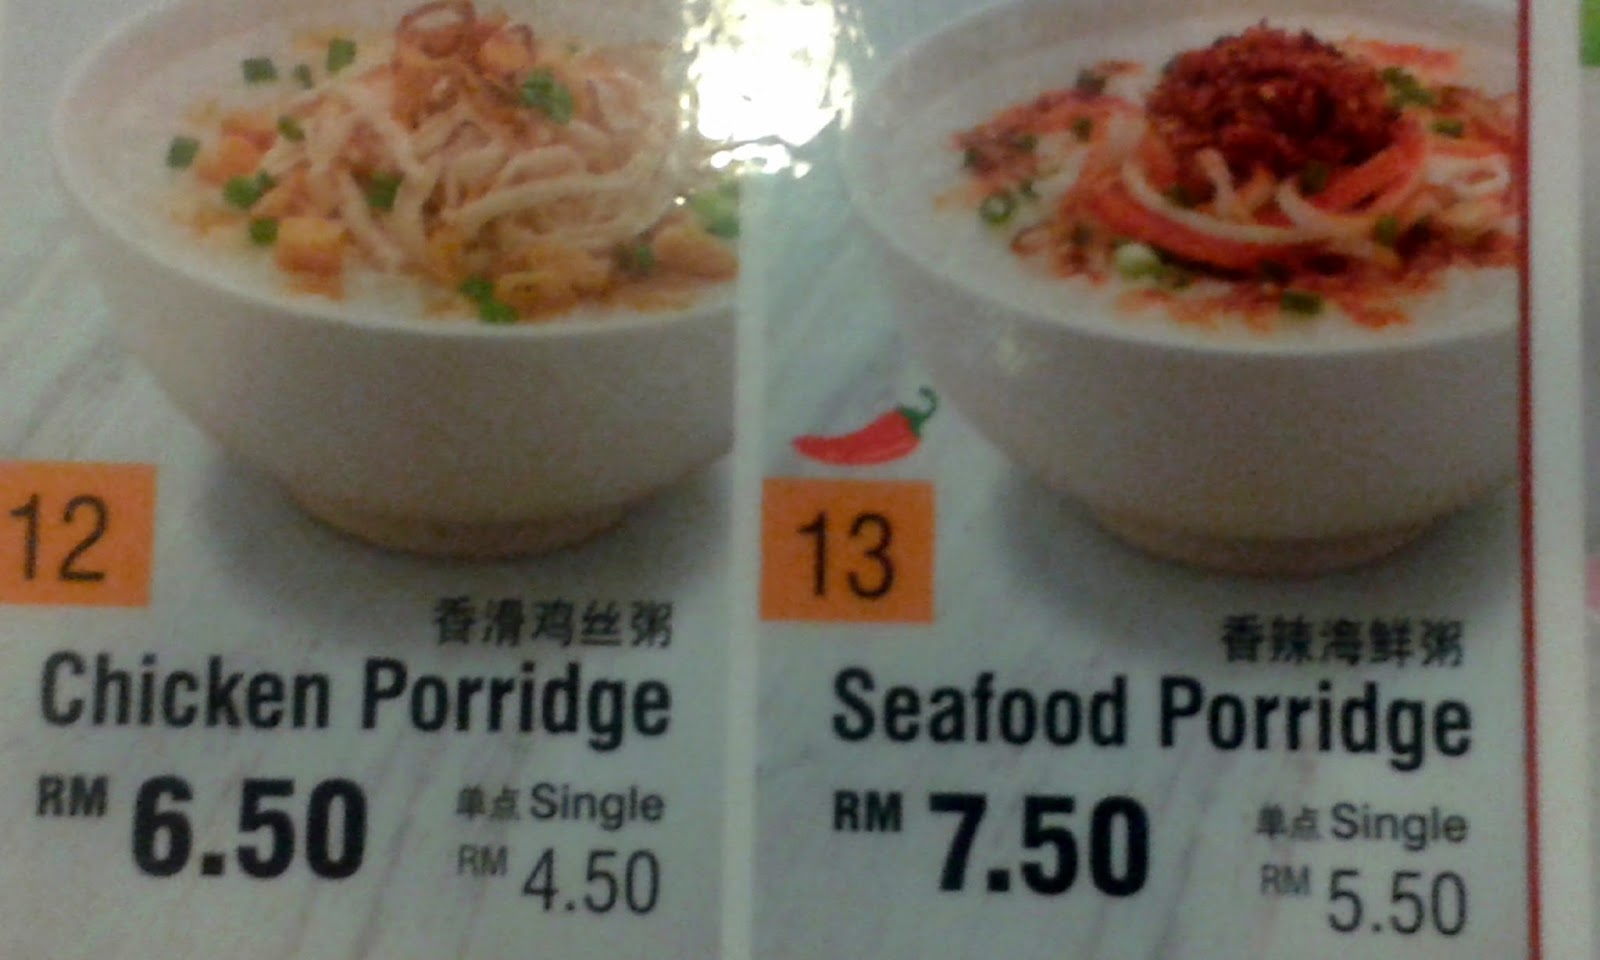 12
香滑鸡丝粥
Chicken Porridge
RM 6.50
单点 Single
RM 4.50
13
香辣海鲜粥
Seafood Porridge
RM 7.50
单点 Single
RM 5.50